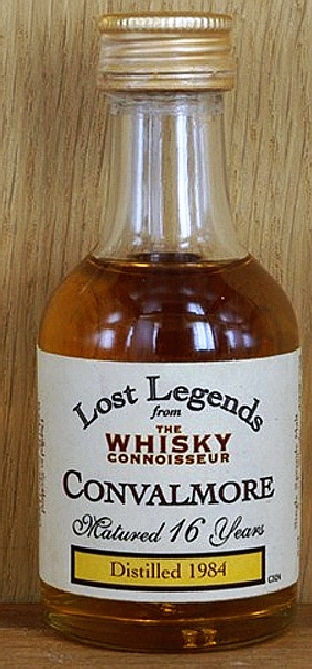 Lost Legends
from
THE
WHISKY
CONNOISSEUR
CONVALMORE
Matured 16 Years
Distilled 1984